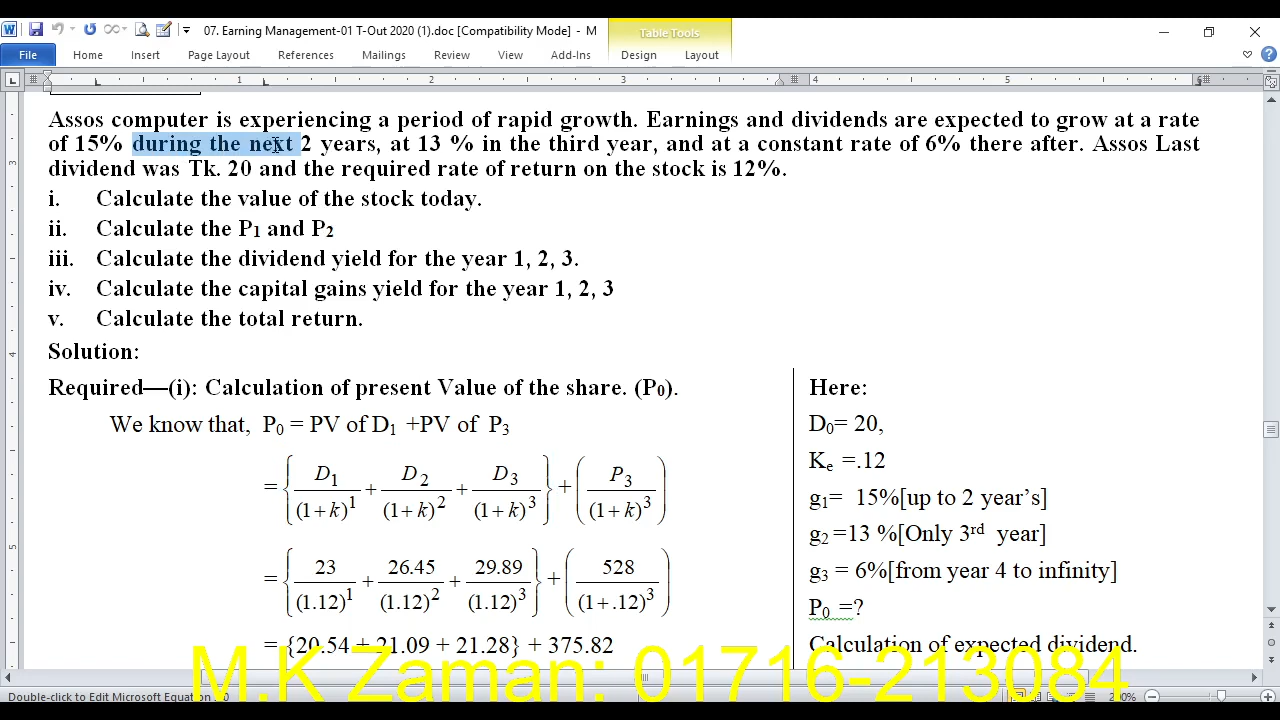 07. Earning Management-01 T-Out 2020 (1).doc [Compatibility Mode] - M
Table Tools
File Home Insert Page Layout References Mailings Review View Add-Ins Design Layout
1 2 3 4 5 6
Assos computer is experiencing a period of rapid growth. Earnings and dividends are expected to grow at a rate
of 15% during the next 2 years, at 13 % in the third year, and at a constant rate of 6% there after. Assos Last
dividend was Tk. 20 and the required rate of return on the stock is 12%.
i. Calculate the value of the stock today.
ii. Calculate the P1 and P2
iii. Calculate the dividend yield for the year 1, 2, 3.
iv. Calculate the capital gains yield for the year 1, 2, 3
v. Calculate the total return.
Solution:
Required—(i): Calculation of present Value of the share. (P0).
We know that, P0 = PV of D1 +PV of P3
= { D1/(1+k)^1 + D2/(1+k)^2 + D3/(1+k)^3 } + ( P3/(1+k)^3 )
= { 23/(1.12)^1 + 26.45/(1.12)^2 + 29.89/(1.12)^3 } + ( 528/(1+.12)^3 )
= {20.54 + 21.09 + 21.28} + 375.82
Here:
D0= 20,
Ke =.12
g1= 15%[up to 2 year's]
g2 =13 %[Only 3rd year]
g3 = 6%[from year 4 to infinity]
P0 =?
Calculation of expected dividend.
M.K Zaman: 01716-213084
Double-click to Edit Microsoft Equation 3.0
200%